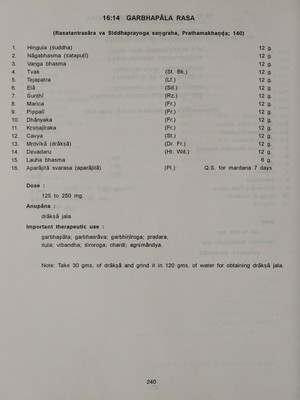 16:14 GARBHAPĀLA RASA
(Rasatantrasāra va Siddhaprayoga saṇgraha, Prathamakhaṇḍa; 140)
1. Hingula (śuddha) 12 g.
2. Nāgabhasma (śataputī) 12 g.
3. Vaṇga bhasma 12 g.
4. Tvak (St. Bk.) 12 g.
5. Tejapatra (Lf.) 12 g.
6. Elā (Sd.) 12 g.
7. Suṇṭhī (Rz.) 12 g.
8. Marica (Fr.) 12 g.
9. Pippalī (Fr.) 12 g.
10. Dhānyaka (Fr.) 12 g.
11. Kṛṣṇajīraka (Fr.) 12 g.
12. Cavya (St.) 12 g.
13. Mṛdvīkā (drākṣā) (Dr. Fr.) 12 g.
14. Devadaru (Ht. Wd.) 12 g.
15. Lauha bhasma 6 g.
16. Aparājitā svarasa (aparājitā) (Pl.) Q.S. for mardana 7 days
Dose :
125 to 250 mg.
Anupāna :
drākṣā jala
Important therapeutic use :
garbhapāta; garbhasrāva; garbhiṇīroga; pradara,
śula; vibandha; śiroroga; chardi; agnimāndya.
Note: Take 30 gms. of drākṣā and grind it in 120 gms. of water for obtaining drākṣā jala.
240